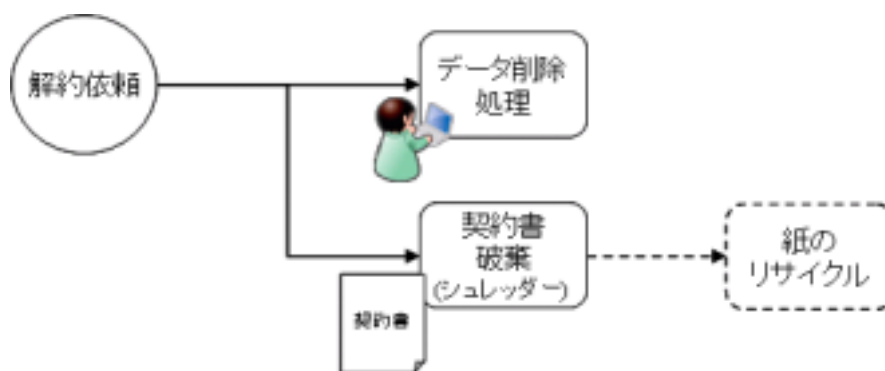 解約依頼
データ削除
処理
契約書
破棄
(シュレッダー)
契約書
紙の
リサイクル